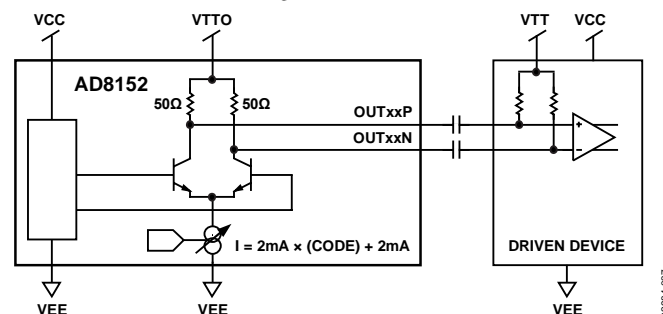 VCC
VTTO
VTT
VCC
AD8152
50Ω
50Ω
OUTxxP
OUTxxN
+
–
I = 2mA × (CODE) + 2mA
DRIVEN DEVICE
VEE
VEE
VEE